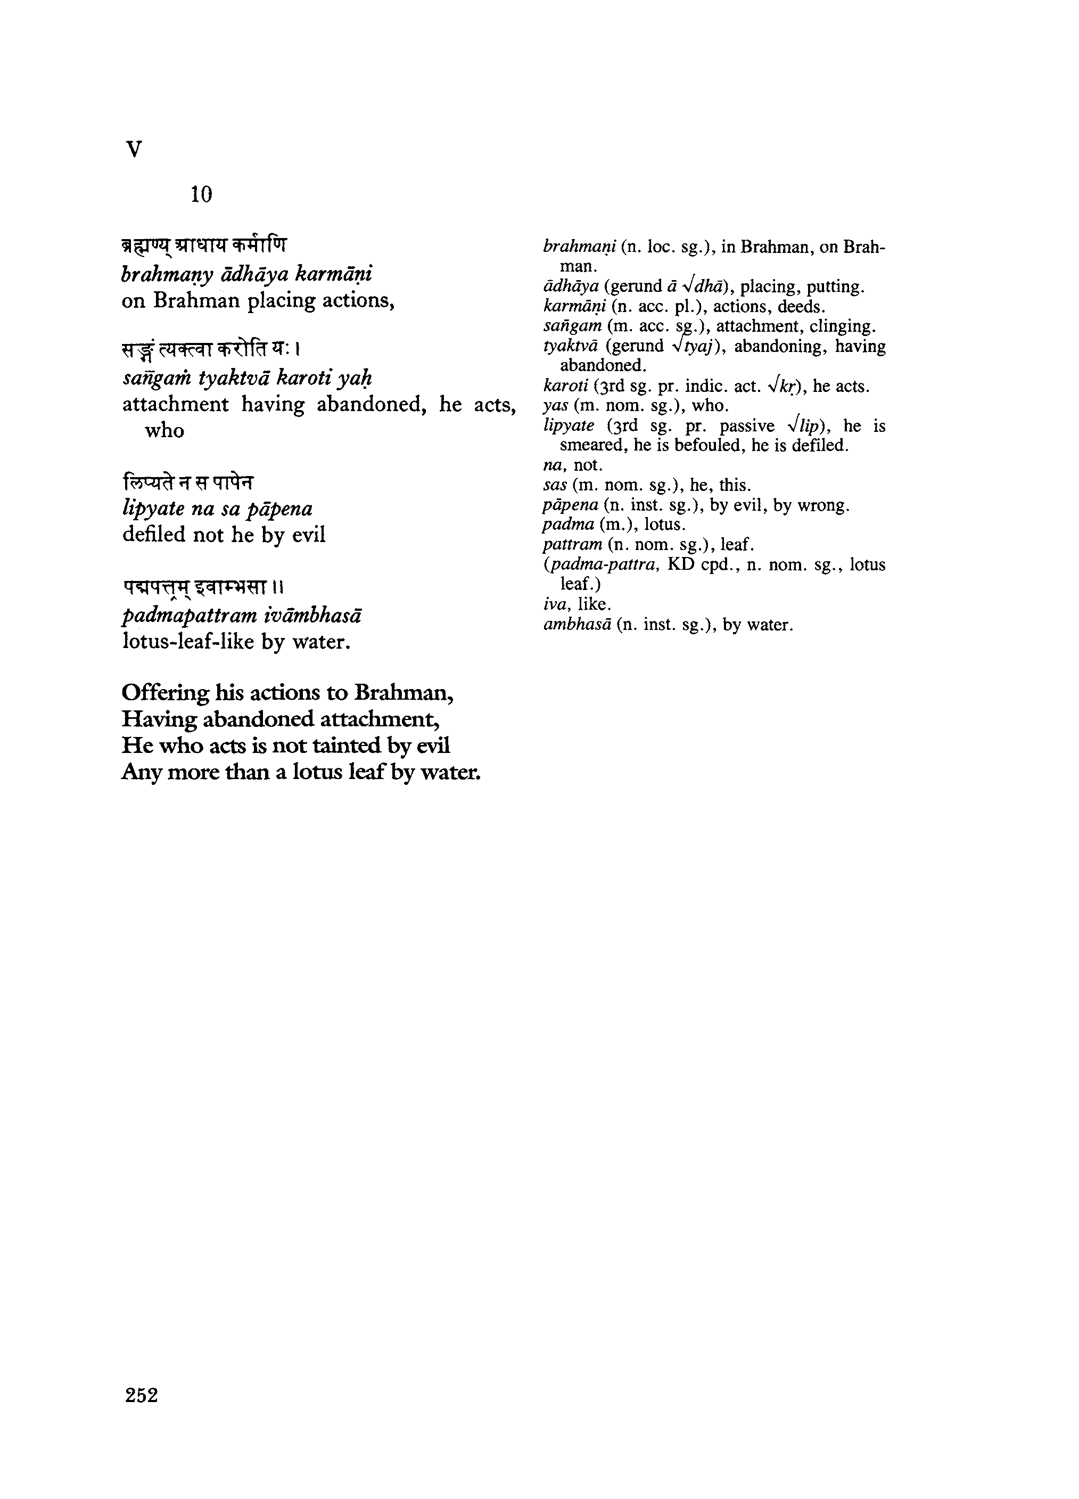 V
10
ब्रह्मण्य् आधाय कर्माणि
brahmaṇy ādhāya karmāṇi
on Brahman placing actions,
सङ्गं त्यक्त्वा करोति यः ।
sañgaṁ tyaktvā karoti yaḥ
attachment having abandoned, he acts,
who
लिप्यते न स पापेन
lipyate na sa pāpena
defiled not he by evil
पद्मपत्त्रम् इवाम्भसा ॥
padmapattram ivāmbhasā
lotus-leaf-like by water.
Offering his actions to Brahman,
Having abandoned attachment,
He who acts is not tainted by evil
Any more than a lotus leaf by water.
brahmaṇi (n. loc. sg.), in Brahman, on Brah-
man.
ādhāya (gerund ā √dhā), placing, putting.
karmāṇi (n. acc. pl.), actions, deeds.
sañgam (m. acc. sg.), attachment, clinging.
tyaktvā (gerund √tyaj), abandoning, having
abandoned.
karoti (3rd sg. pr. indic. act. √kṛ), he acts.
yas (m. nom. sg.), who.
lipyate (3rd sg. pr. passive √lip), he is
smeared, he is befouled, he is defiled.
na, not.
sas (m. nom. sg.), he, this.
pāpena (n. inst. sg.), by evil, by wrong.
padma (m.), lotus.
pattram (n. nom. sg.), leaf.
(padma-pattra, KD cpd., n. nom. sg., lotus
leaf.)
iva, like.
ambhasā (n. inst. sg.), by water.
252